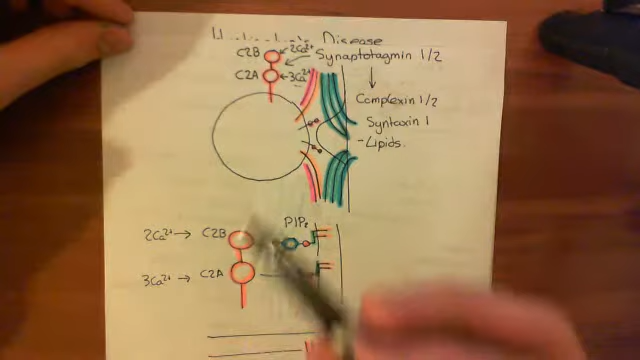 Disease
C2B 2Ca²⁺ Synaptotagmin 1/2
C2A 3Ca²⁺
Complexin 1/2
Syntaxin 1
- Lipids.
PIP₂
2Ca²⁺ → C2B
3Ca²⁺ → C2A